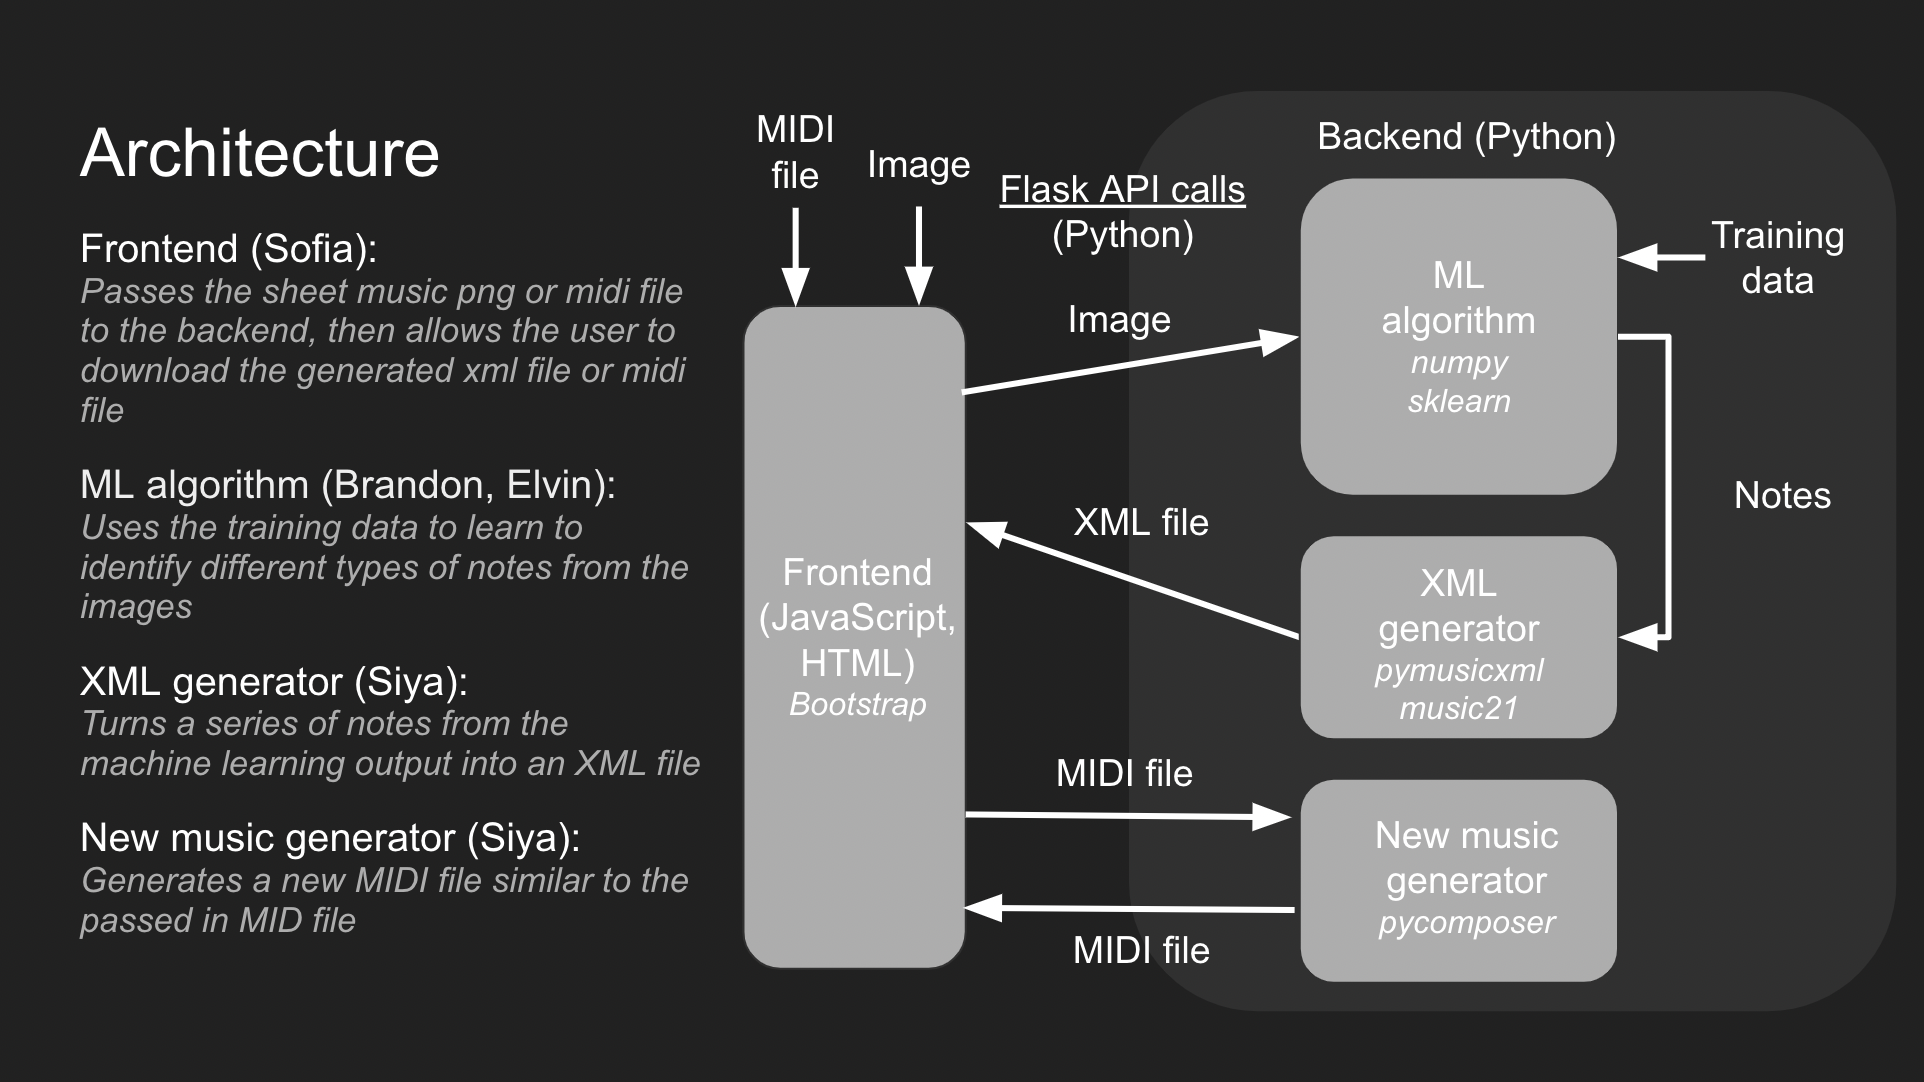 Architecture
Frontend (Sofia):
Passes the sheet music png or midi file
to the backend, then allows the user to
download the generated xml file or midi
file
ML algorithm (Brandon, Elvin):
Uses the training data to learn to
identify different types of notes from the
images
XML generator (Siya):
Turns a series of notes from the
machine learning output into an XML file
New music generator (Siya):
Generates a new MIDI file similar to the
passed in MID file
MIDI
file
Image
Flask API calls
(Python)
Image
XML file
MIDI file
MIDI file
Frontend
(JavaScript,
HTML)
Bootstrap
Backend (Python)
ML
algorithm
numpy
sklearn
Training
data
Notes
XML
generator
pymusicxml
music21
New music
generator
pycomposer